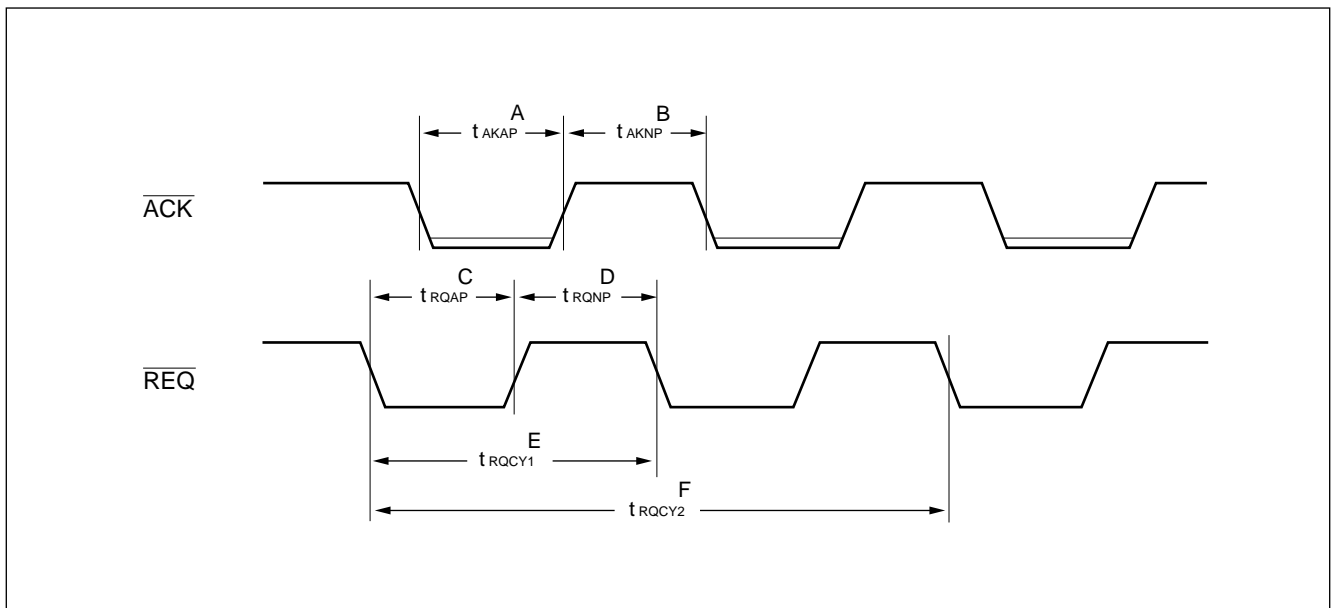 A B
t AKAP t AKNP
ACK
C D
t RQAP t RQNP
REQ
E
t RQCY1
F
t RQCY2